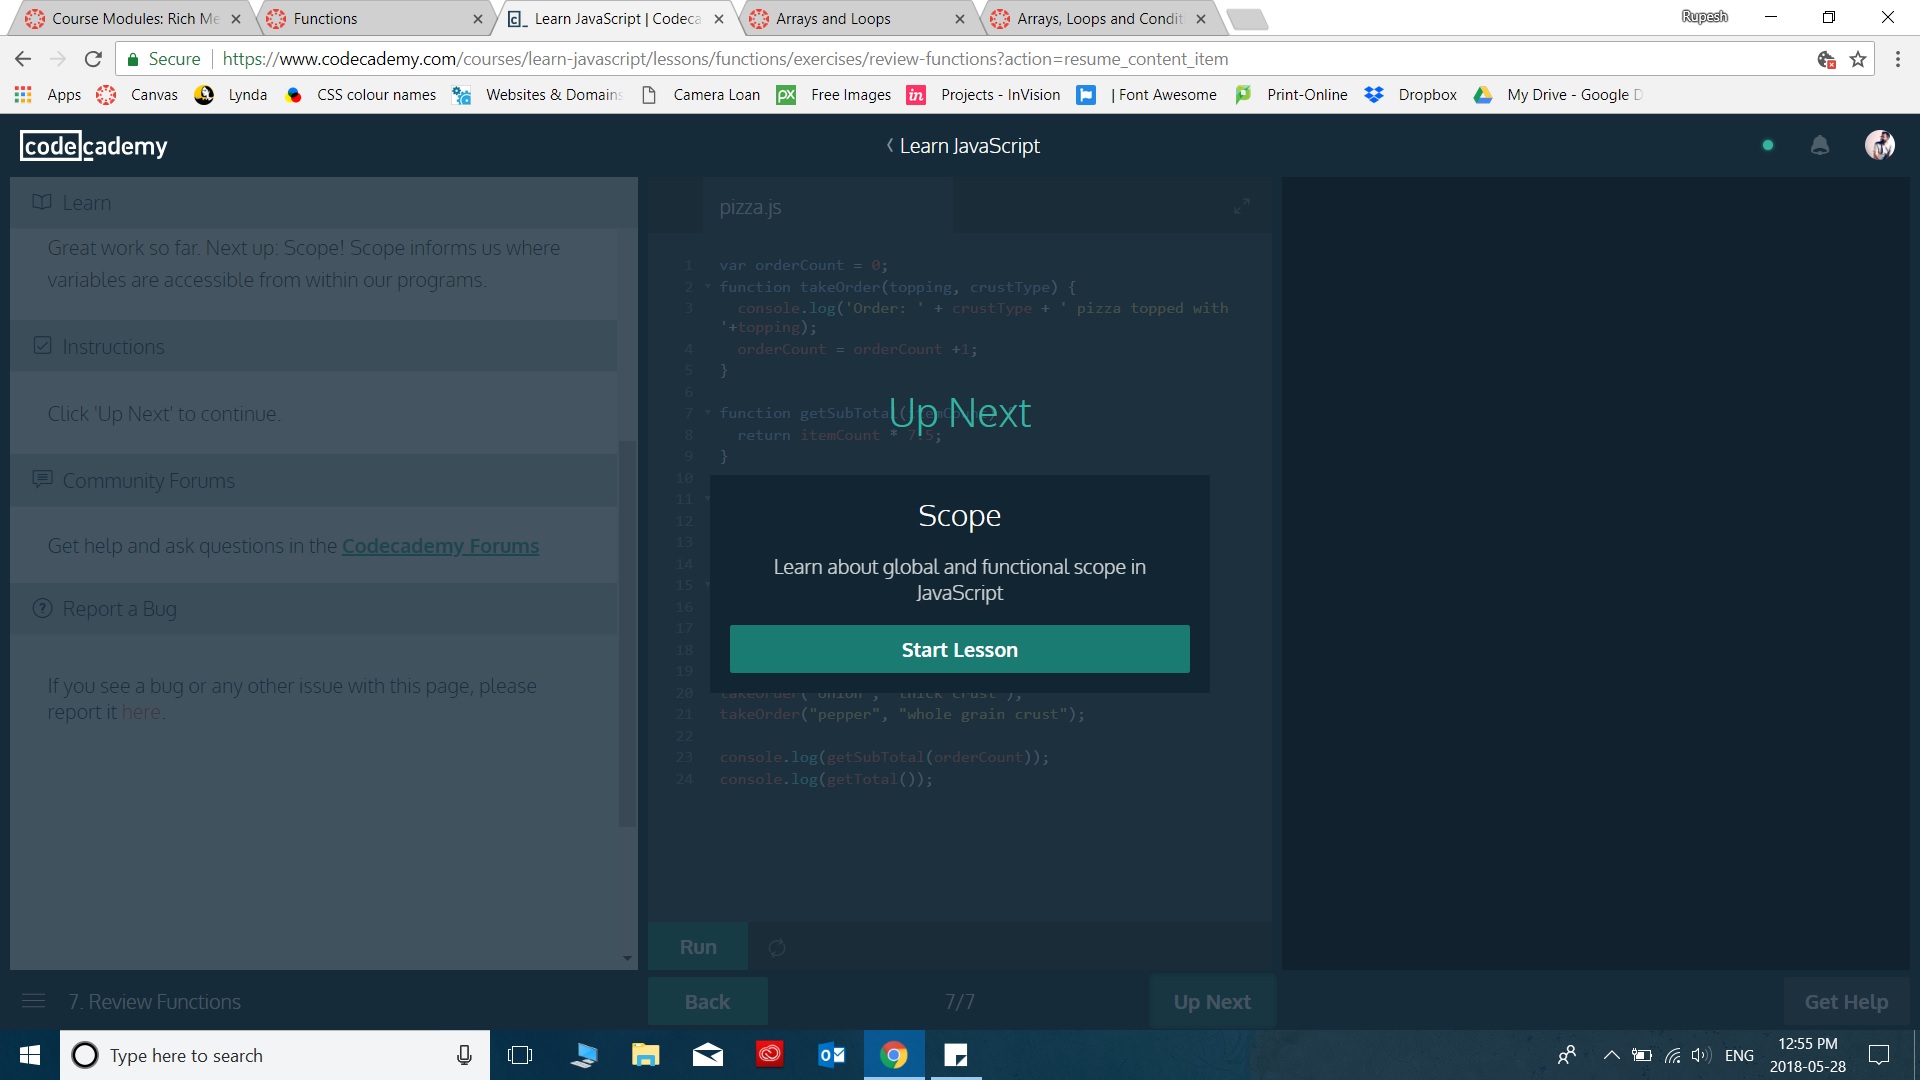 Course Modules: Rich Me
Functions
Learn JavaScript | Codeca
Arrays and Loops
Arrays, Loops and Condit
Rupesh
Secure
https://www.codecademy.com/courses/learn-javascript/lessons/functions/exercises/review-functions?action=resume_content_item
Apps
Canvas
Lynda
CSS colour names
Websites & Domains
Camera Loan
Free Images
Projects - InVision
| Font Awesome
Print-Online
Dropbox
My Drive - Google D
codecademy
Learn JavaScript
Learn
Great work so far. Next up: Scope! Scope informs us where
variables are accessible from within our programs.
Instructions
Click 'Up Next' to continue.
Community Forums
Get help and ask questions in the Codecademy Forums
Report a Bug
If you see a bug or any other issue with this page, please
report it here.
pizza.js
1 var orderCount = 0;
2 function takeOrder(topping, crustType) {
3 console.log('Order: ' + crustType + ' pizza topped with
'+topping);
4 orderCount = orderCount +1;
5 }
6
7 function getSubTotal(itemCount) {
8 return itemCount * 7.5;
9 }
10
11
12
13
14
15
16
17
18
19
20 takeOrder("onion", "thick crust");
21 takeOrder("pepper", "whole grain crust");
22
23 console.log(getSubTotal(orderCount));
24 console.log(getTotal());
Up Next
Scope
Learn about global and functional scope in
JavaScript
Start Lesson
Run
7. Review Functions
Back
7/7
Up Next
Get Help
Type here to search
ENG
12:55 PM
2018-05-28